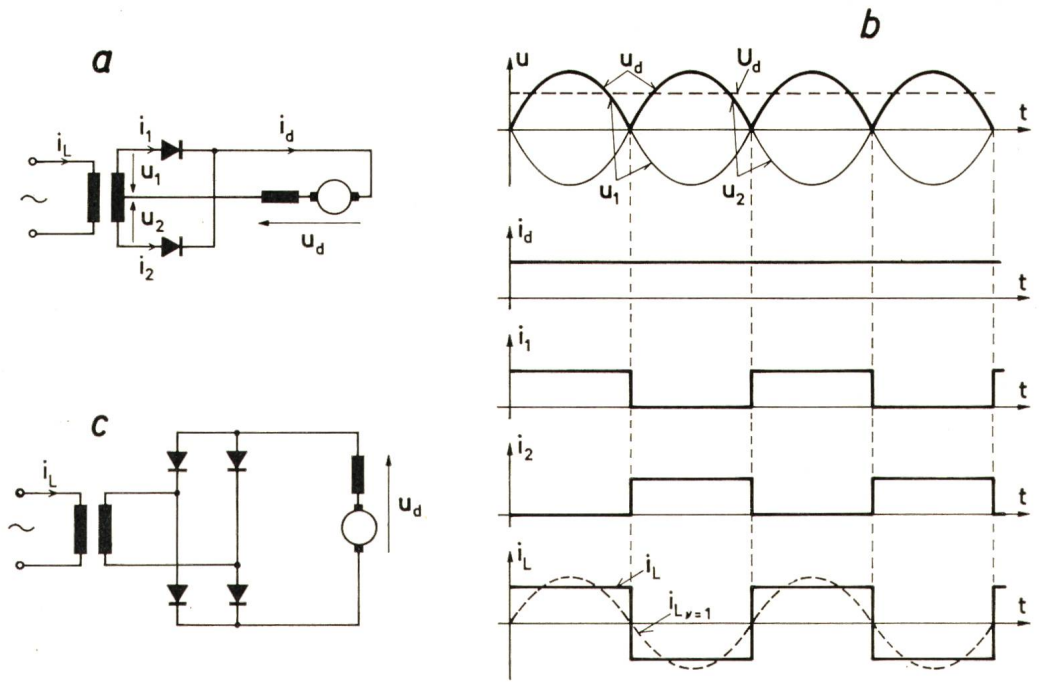 a
i_L
i_1
u_1
u_2
i_2
i_d
u_d
~
c
i_L
~
u_d
b
u
u_d
U_d
t
u_1
u_2
i_d
t
i_1
t
i_2
t
i_L
i_L
i_Lν=1
t